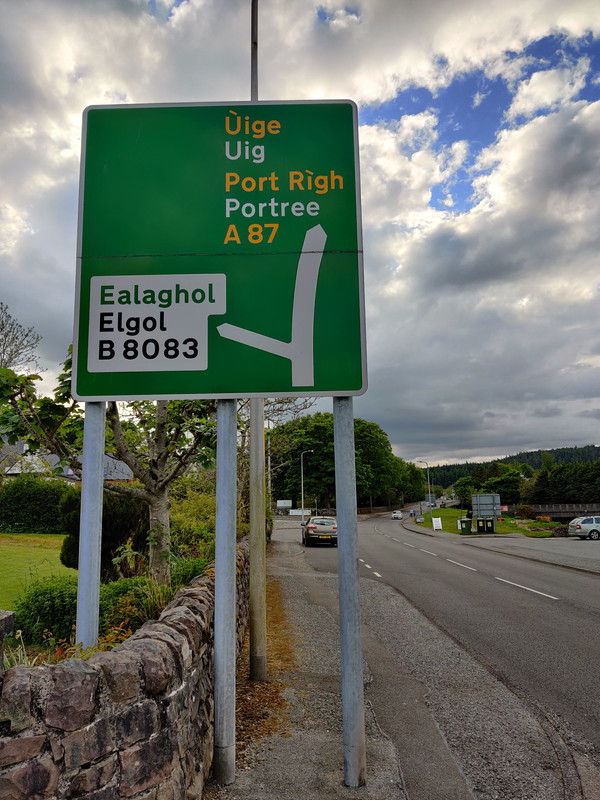 Ùige
Uig
Port Rìgh
Portree
A 87
Ealaghol
Elgol
B 8083